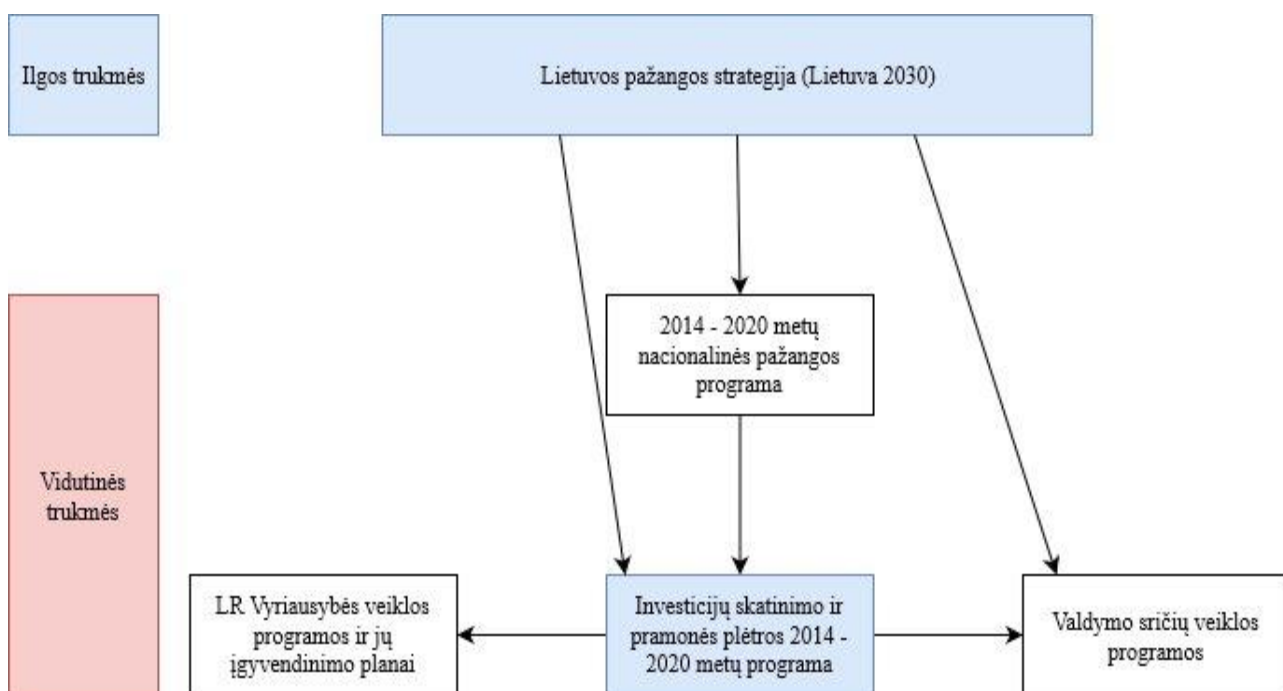 Ilgos trukmės
Lietuvos pažangos strategija (Lietuva 2030)
2014 - 2020 metų
nacionalinės pažangos
programa
Vidutinės
trukmės
LR Vyriausybės veiklos
programos ir jų
įgyvendinimo planai
Investicijų skatinimo ir
pramonės plėtros 2014 -
2020 metų programa
Valdymo sričių veiklos
programos